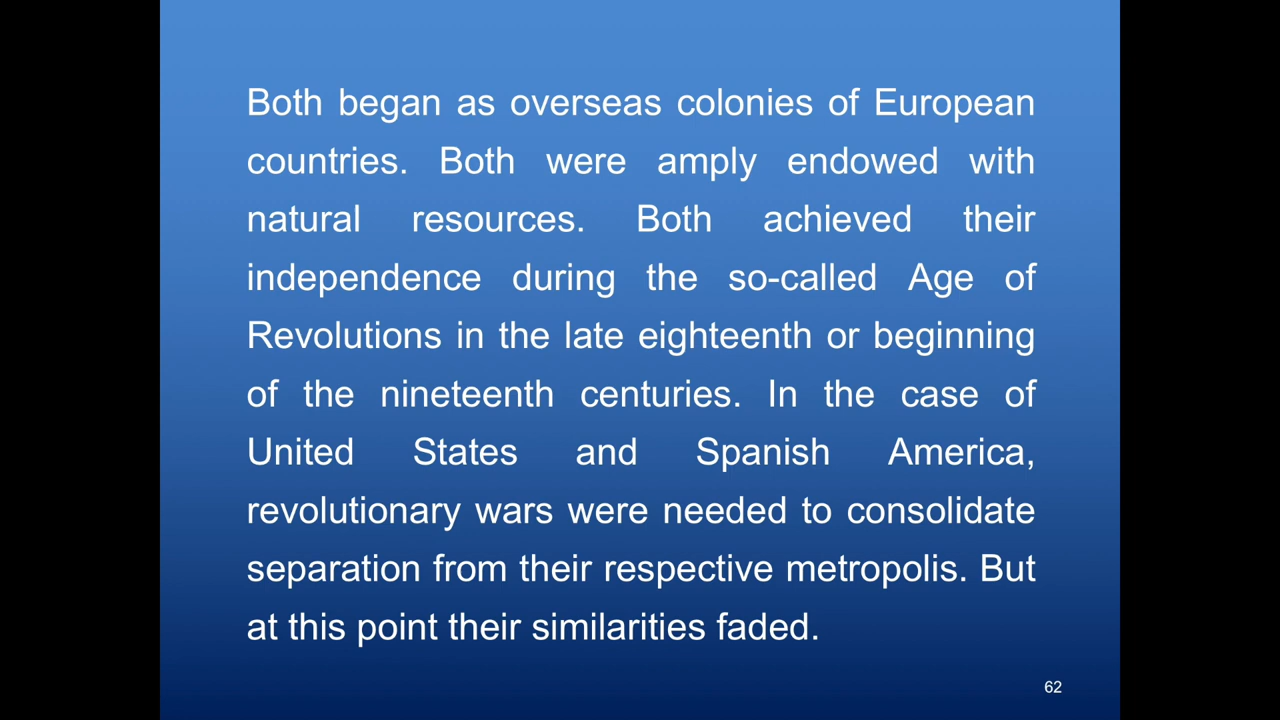 Both began as overseas colonies of European
countries. Both were amply endowed with
natural resources. Both achieved their
independence during the so-called Age of
Revolutions in the late eighteenth or beginning
of the nineteenth centuries. In the case of
United States and Spanish America,
revolutionary wars were needed to consolidate
separation from their respective metropolis. But
at this point their similarities faded.
62